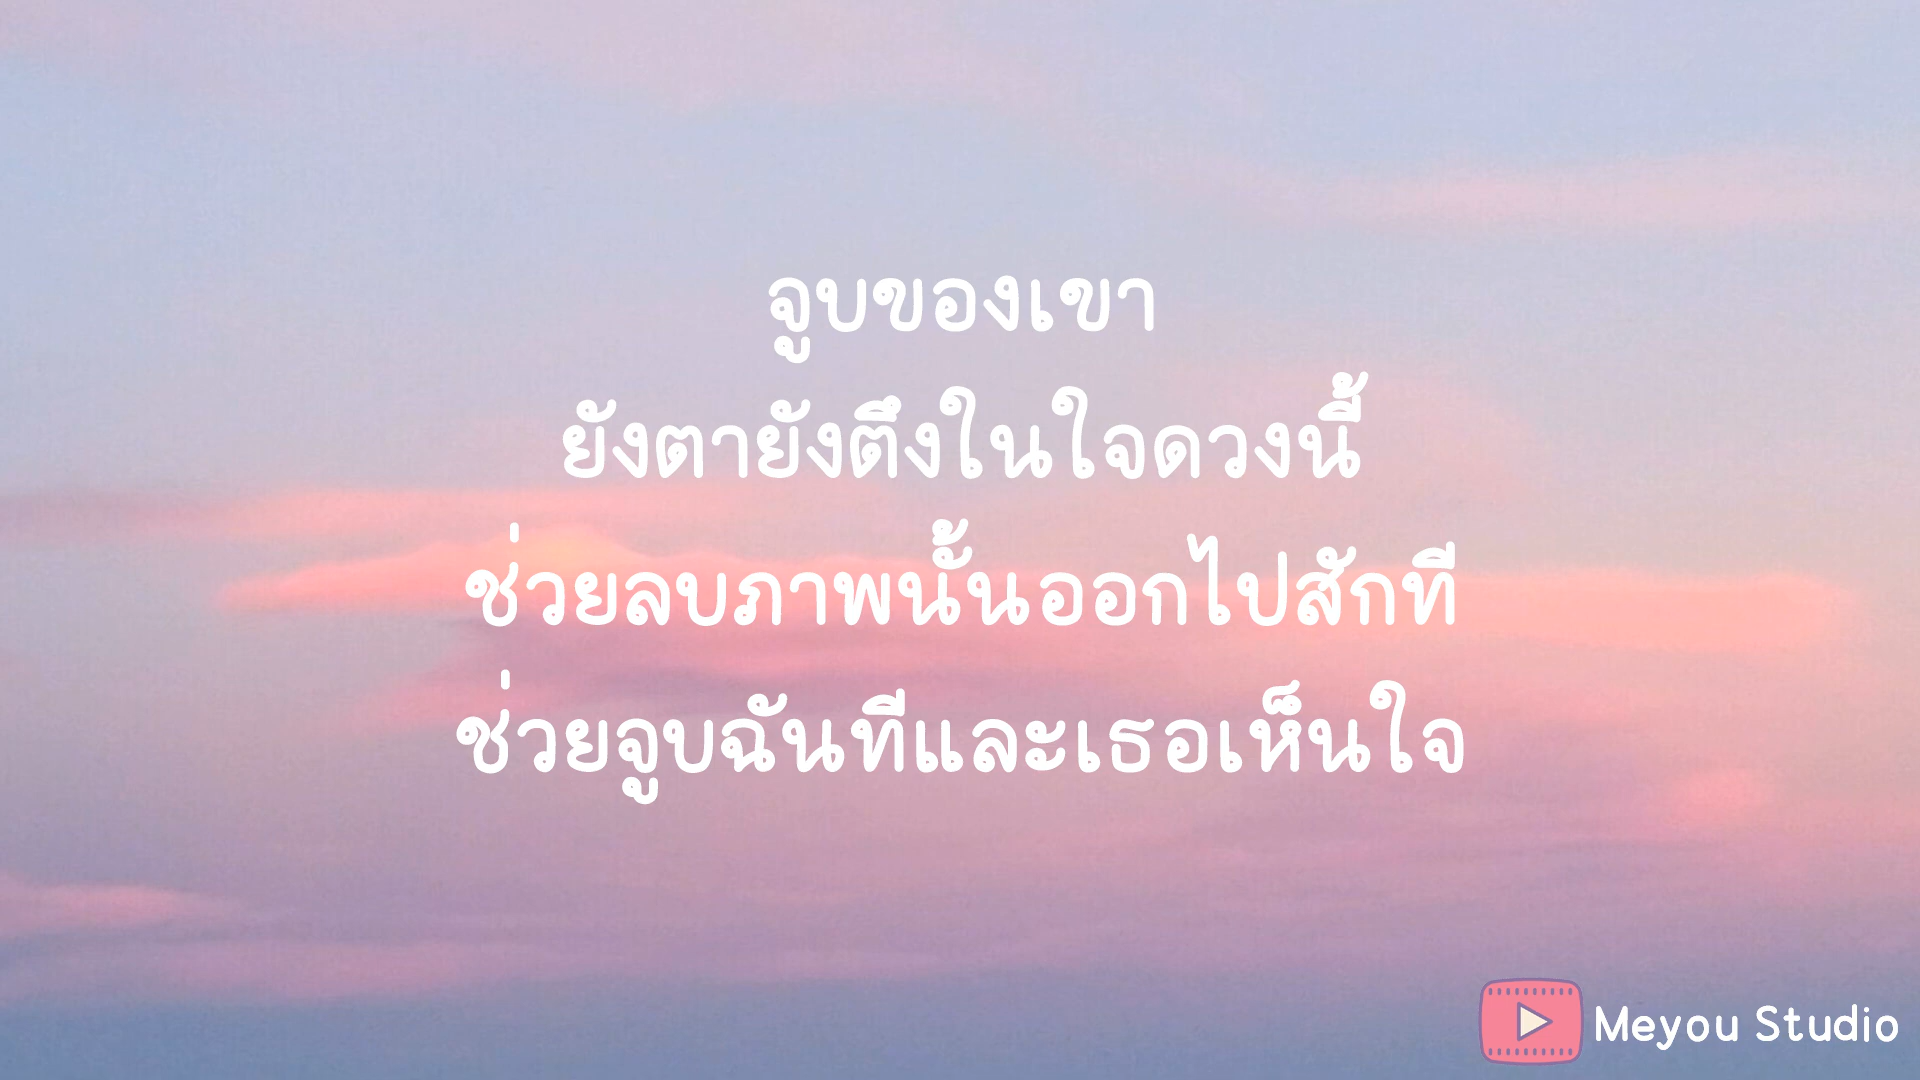 จูบของเขา
ยังตายังตึงในใจดวงนี้
ช่วยลบภาพนั้นออกไปสักที
ช่วยจูบฉันทีและเธอเห็นใจ
Meyou Studio